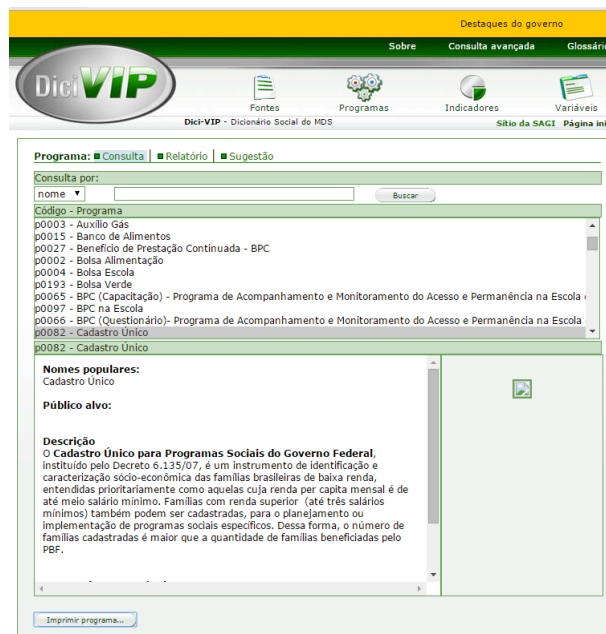 Destaques do governo
Sobre Consulta avançada Glossário
Dici VIP
Fontes Programas Indicadores Variáveis
Dici-VIP - Dicionário Social do MDS Sítio da SAGI Página ini
Programa: Consulta Relatório Sugestão
Consulta por:
nome Buscar
Código - Programa
p0003 - Auxílio Gás
p0015 - Banco de Alimentos
p0027 - Benefício de Prestação Continuada - BPC
p0002 - Bolsa Alimentação
p0004 - Bolsa Escola
p0193 - Bolsa Verde
p0065 - BPC (Capacitação) - Programa de Acompanhamento e Monitoramento do Acesso e Permanência na Escola
p0097 - BPC na Escola
p0066 - BPC (Questionário)- Programa de Acompanhamento e Monitoramento do Acesso e Permanência na Escola
p0082 - Cadastro Único
p0082 - Cadastro Único
Nomes populares:
Cadastro Único
Público alvo:
Descrição
O Cadastro Único para Programas Sociais do Governo Federal,
instituído pelo Decreto 6.135/07, é um instrumento de identificação e
caracterização sócio-econômica das famílias brasileiras de baixa renda,
entendidas prioritariamente como aquelas cuja renda per capita mensal é de
até meio salário mínimo. Famílias com renda superior (até três salários
mínimos) também podem ser cadastradas, para o planejamento ou
implementação de programas sociais específicos. Dessa forma, o número de
famílias cadastradas é maior que a quantidade de famílias beneficiadas pelo
PBF.
Imprimir programa...